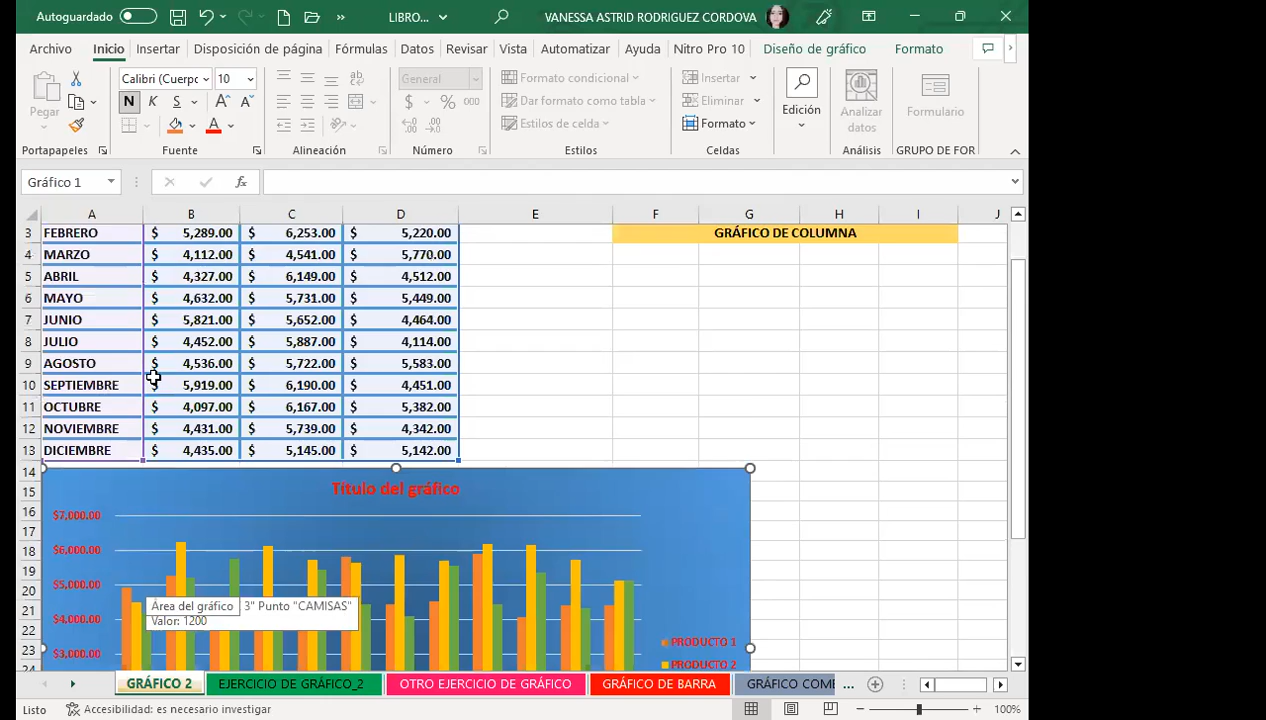 Autoguardado
LIBRO...
VANESSA ASTRID RODRIGUEZ CORDOVA
Archivo Inicio Insertar Disposición de página Fórmulas Datos Revisar Vista Automatizar Ayuda Nitro Pro 10 Diseño de gráfico Formato
Pegar
Calibri (Cuerpo 10
N K S A A
General
$ % 000
Formato condicional
Dar formato como tabla
Estilos de celda
Insertar
Eliminar
Formato
Edición
Analizar datos
Formulario
Portapapeles Fuente Alineación Número Estilos Celdas Análisis GRUPO DE FOR
Gráfico 1 fx
A B C D E F G H I J
3 FEBRERO $ 5,289.00 $ 6,253.00 $ 5,220.00 GRÁFICO DE COLUMNA
4 MARZO $ 4,112.00 $ 4,541.00 $ 5,770.00
5 ABRIL $ 4,327.00 $ 6,149.00 $ 4,512.00
6 MAYO $ 4,632.00 $ 5,731.00 $ 5,449.00
7 JUNIO $ 5,821.00 $ 5,652.00 $ 4,464.00
8 JULIO $ 4,452.00 $ 5,887.00 $ 4,114.00
9 AGOSTO $ 4,536.00 $ 5,722.00 $ 5,583.00
10 SEPTIEMBRE $ 5,919.00 $ 6,190.00 $ 4,451.00
11 OCTUBRE $ 4,097.00 $ 6,167.00 $ 5,382.00
12 NOVIEMBRE $ 4,431.00 $ 5,739.00 $ 4,342.00
13 DICIEMBRE $ 4,435.00 $ 5,145.00 $ 5,142.00
14
15 Título del gráfico
16 $7,000.00
17
18 $6,000.00
19
20 $5,000.00
21 Área del gráfico 3" Punto "CAMISAS"
Valor: 1200
$4,000.00
22
23 PRODUCTO 1
$3,000.00
24 PRODUCTO 2
GRÁFICO 2 EJERCICIO DE GRÁFICO_2 OTRO EJERCICIO DE GRÁFICO GRÁFICO DE BARRA GRÁFICO COME ...
Listo Accesibilidad: es necesario investigar 100%